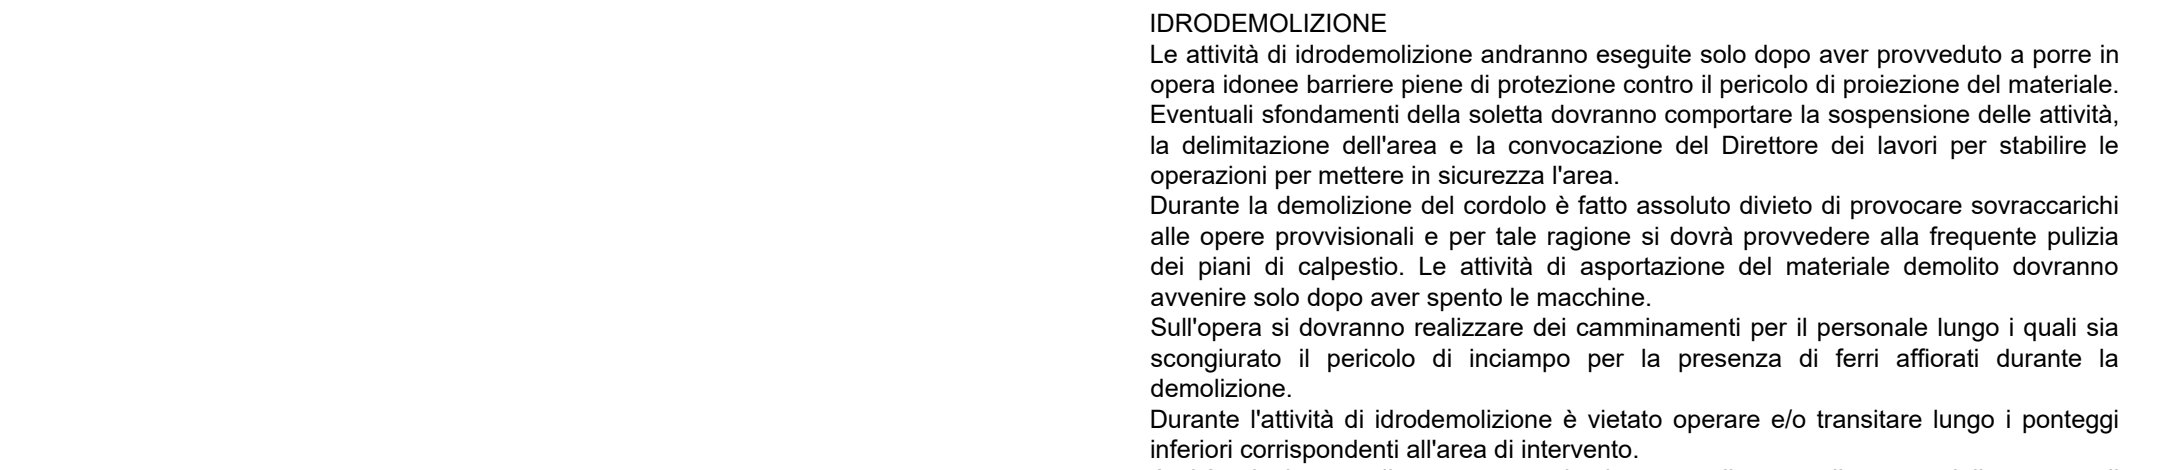 IDRODEMOLIZIONE
Le attività di idrodemolizione andranno eseguite solo dopo aver provveduto a porre in
opera idonee barriere piene di protezione contro il pericolo di proiezione del materiale.
Eventuali sfondamenti della soletta dovranno comportare la sospensione delle attività,
la delimitazione dell'area e la convocazione del Direttore dei lavori per stabilire le
operazioni per mettere in sicurezza l'area.
Durante la demolizione del cordolo è fatto assoluto divieto di provocare sovraccarichi
alle opere provvisionali e per tale ragione si dovrà provvedere alla frequente pulizia
dei piani di calpestio. Le attività di asportazione del materiale demolito dovranno
avvenire solo dopo aver spento le macchine.
Sull'opera si dovranno realizzare dei camminamenti per il personale lungo i quali sia
scongiurato il pericolo di inciampo per la presenza di ferri affiorati durante la
demolizione.
Durante l'attività di idrodemolizione è vietato operare e/o transitare lungo i ponteggi
inferiori corrispondenti all'area di intervento.